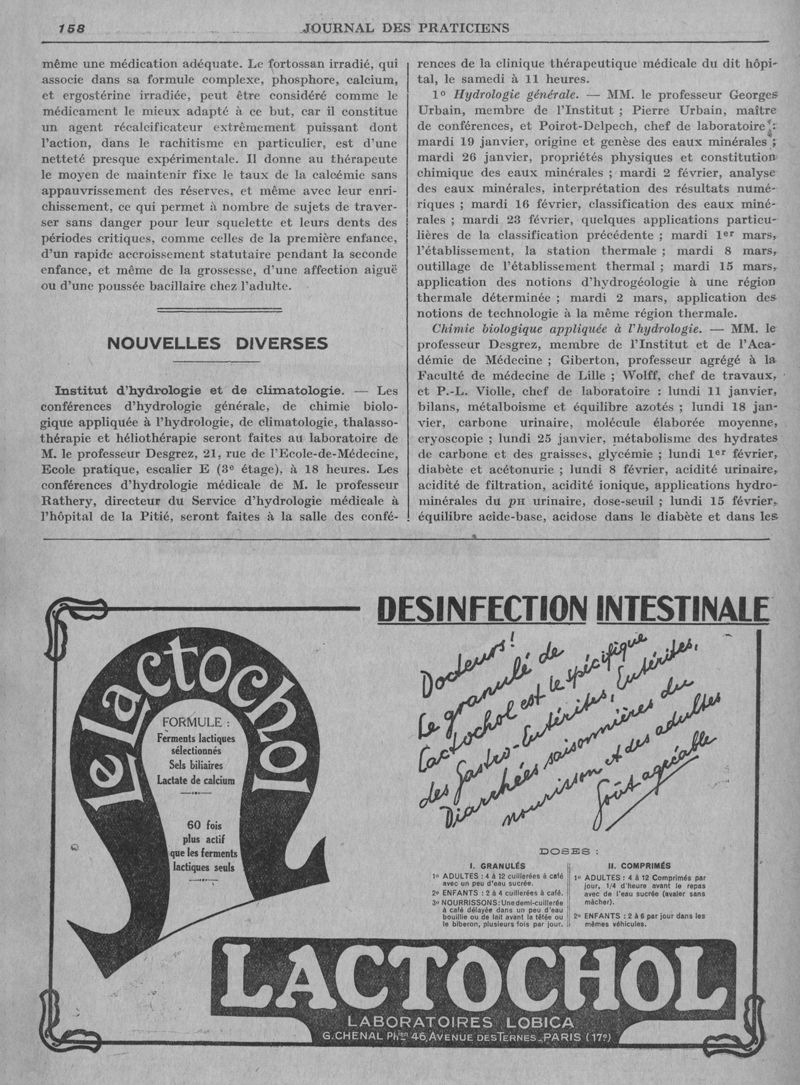 158
JOURNAL DES PRATICIENS
même une médication adéquate. Le fortossan irradié, qui
associe dans sa formule complexe, phosphore, calcium,
et ergostérine irradiée, peut être considéré comme le
médicament le mieux adapté à ce but, car il constitue
un agent récalcificateur extrêmement puissant dont
l'action, dans le rachitisme en particulier, est d'une
netteté presque expérimentale. Il donne au thérapeute
le moyen de maintenir fixe le taux de la calcémie sans
appauvrissement des réserves, et même avec leur enri-
chissement, ce qui permet à nombre de sujets de traver-
ser sans danger pour leur squelette et leurs dents des
périodes critiques, comme celles de la première enfance,
d'un rapide accroissement statutaire pendant la seconde
enfance, et même de la grossesse, d'une affection aiguë
ou d'une poussée bacillaire chez l'adulte.
NOUVELLES DIVERSES
Institut d'hydrologie et de climatologie. — Les
conférences d'hydrologie générale, de chimie biolo-
gique appliquée à l'hydrologie, de climatologie, thalasso-
thérapie et héliothérapie seront faites au laboratoire de
M. le professeur Desgrez, 21, rue de l'Ecole-de-Médecine,
Ecole pratique, escalier E (3e étage), à 18 heures. Les
conférences d'hydrologie médicale de M. le professeur
Rathery, directeur du Service d'hydrologie médicale à
l'hôpital de la Pitié, seront faites à la salle des confé-
rences de la clinique thérapeutique médicale du dit hôpi-
tal, le samedi à 11 heures.
1o Hydrologie générale. — MM. le professeur Georges
Urbain, membre de l'Institut ; Pierre Urbain, maître
de conférences, et Poirot-Delpech, chef de laboratoire :
mardi 19 janvier, origine et genèse des eaux minérales ;
mardi 26 janvier, propriétés physiques et constitution
chimique des eaux minérales ; mardi 2 février, analyse
des eaux minérales, interprétation des résultats numé-
riques ; mardi 16 février, classification des eaux miné-
rales ; mardi 23 février, quelques applications particu-
lières de la classification précédente ; mardi 1er mars,
l'établissement, la station thermale ; mardi 8 mars,
outillage de l'établissement thermal ; mardi 15 mars,
application des notions d'hydrogéologie à une région
thermale déterminée ; mardi 2 mars, application des
notions de technologie à la même région thermale.
Chimie biologique appliquée à l'hydrologie. — MM. le
professeur Desgrez, membre de l'Institut et de l'Aca-
démie de Médecine ; Giberton, professeur agrégé à la
Faculté de médecine de Lille ; Wolff, chef de travaux,
et P.-L. Violle, chef de laboratoire : lundi 11 janvier,
bilans, métaboisme et équilibre azotés ; lundi 18 jan-
vier, carbone urinaire, molécule élaborée moyenne,
cryoscopie ; lundi 25 janvier, métabolisme des hydrates
de carbone et des graisses, glycémie ; lundi 1er février,
diabète et acétonurie ; lundi 8 février, acidité urinaire,
acidité de filtration, acidité ionique, applications hydro-
minérales du pH urinaire, dose-seuil ; lundi 15 février,
équilibre acide-base, acidose dans le diabète et dans les
DESINFECTION INTESTINALE
Le Lactochol
FORMULE :
Ferments lactiques
sélectionnés
Sels biliaires
Lactate de calcium
60 fois
plus actif
que les ferments
lactiques seuls
Docteurs !
Le granulé de
Lactochol est le spécifique
des Gastro-Entérites, Entérites,
Diarrhées saisonnières du
nourrisson et des adultes
Goût agréable
DOSES :
I. GRANULÉS
1o ADULTES : 4 à 12 cuillerées à café
avec un peu d'eau sucrée.
2o ENFANTS : 2 à 4 cuillerées à café.
3o NOURRISSONS : Une demi-cuillerée
à café délayée dans un peu d'eau
bouillie ou de lait avant la tétée ou
le biberon, plusieurs fois par jour.
II. COMPRIMÉS
1o ADULTES : 4 à 12 Comprimés par
jour, 1/4 d'heure avant le repas
avec de l'eau sucrée (avaler sans
mâcher).
2o ENFANTS : 2 à 6 par jour dans les
mêmes véhicules.
LACTOCHOL
LABORATOIRES LOBICA
G. CHENAL Phien 46, AVENUE DES TERNES _ PARIS (17e)